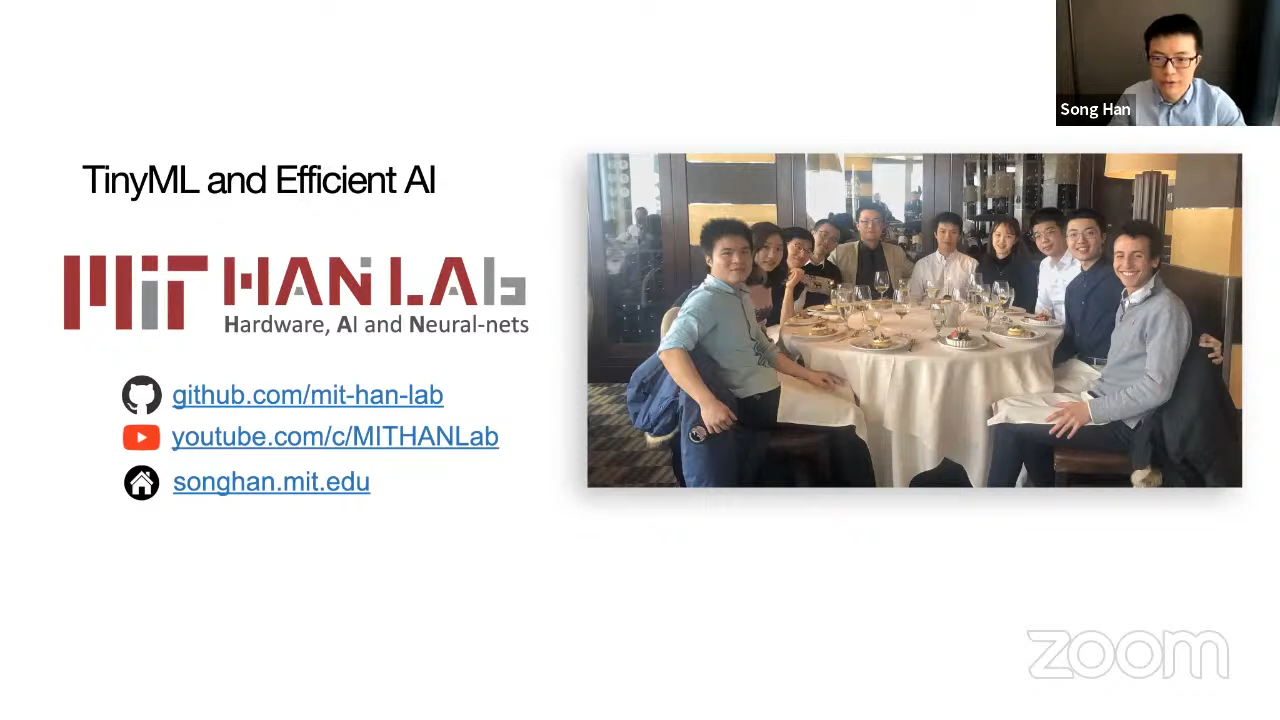 Song Han
TinyML and Efficient AI
MIT HAN LAb
Hardware, AI and Neural-nets
github.com/mit-han-lab
youtube.com/c/MITHANLab
songhan.mit.edu
zoom